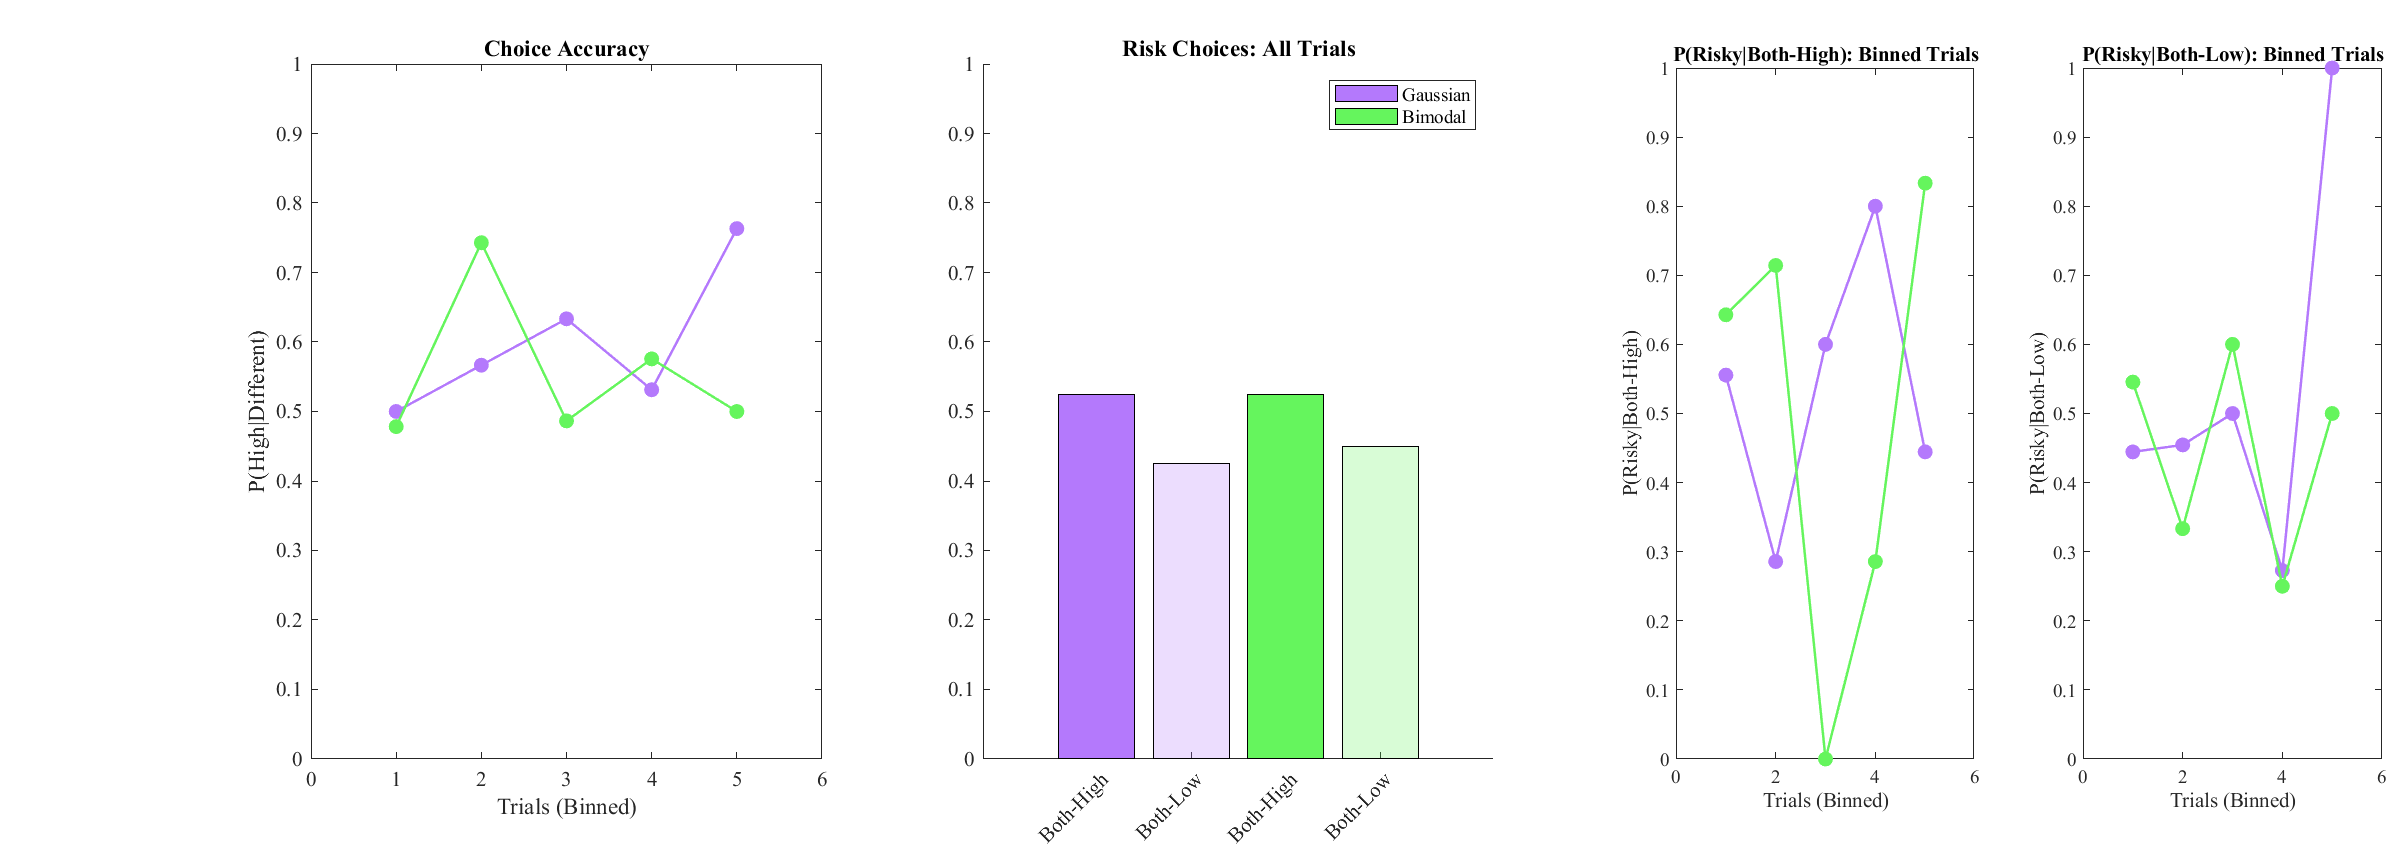 Choice Accuracy
P(High|Different)
1
0.9
0.8
0.7
0.6
0.5
0.4
0.3
0.2
0.1
0
0 1 2 3 4 5 6
Trials (Binned)
Risk Choices: All Trials
1
0.9
0.8
0.7
0.6
0.5
0.4
0.3
0.2
0.1
0
Gaussian
Bimodal
Both-High
Both-Low
Both-High
Both-Low
P(Risky|Both-High): Binned Trials
P(Risky|Both-High)
1
0.9
0.8
0.7
0.6
0.5
0.4
0.3
0.2
0.1
0
0 2 4 6
Trials (Binned)
P(Risky|Both-Low): Binned Trials
P(Risky|Both-Low)
1
0.9
0.8
0.7
0.6
0.5
0.4
0.3
0.2
0.1
0
0 2 4 6
Trials (Binned)